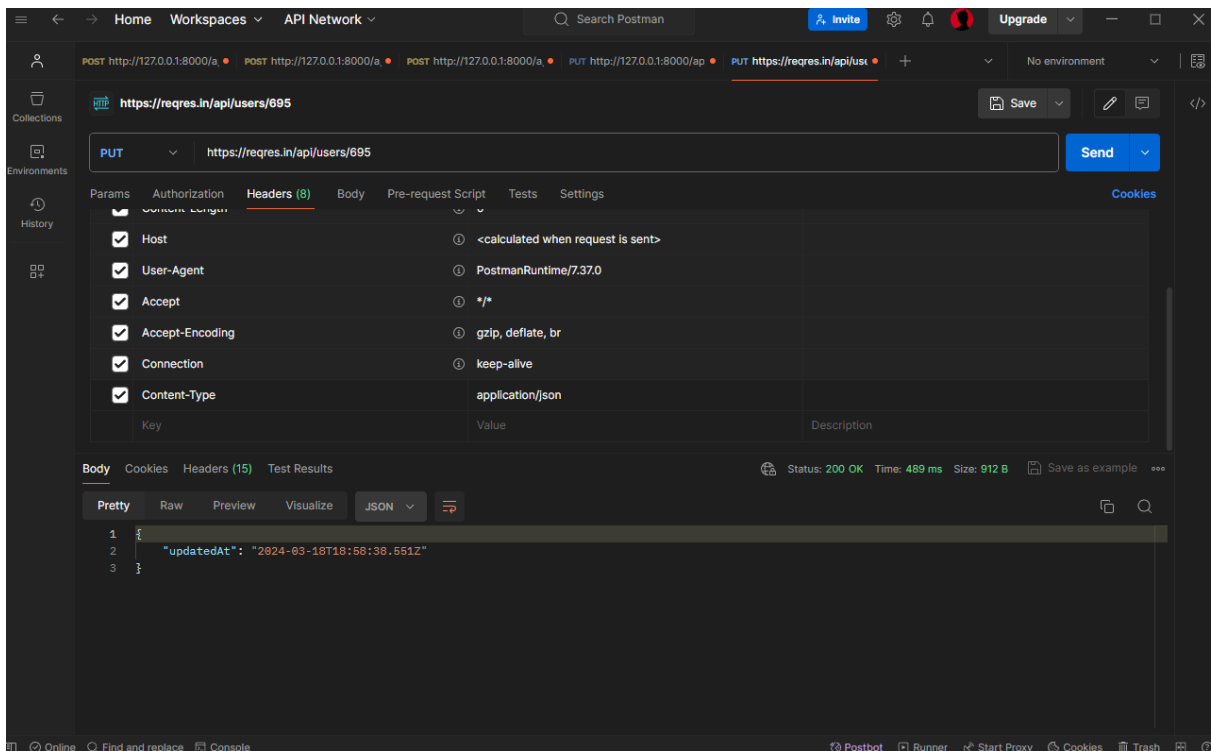 Home Workspaces API Network Search Postman Invite Upgrade
POST http://127.0.0.1:8000/a POST http://127.0.0.1:8000/a POST http://127.0.0.1:8000/a PUT http://127.0.0.1:8000/ap PUT https://reqres.in/api/use No environment
HTTP https://reqres.in/api/users/695 Save
Collections
PUT https://reqres.in/api/users/695 Send
Environments
Params Authorization Headers (8) Body Pre-request Script Tests Settings Cookies
Content-Length 0
History
Host <calculated when request is sent>
User-Agent PostmanRuntime/7.37.0
Accept */*
Accept-Encoding gzip, deflate, br
Connection keep-alive
Content-Type application/json
Key Value Description
Body Cookies Headers (15) Test Results Status: 200 OK Time: 489 ms Size: 912 B Save as example
Pretty Raw Preview Visualize JSON
1 {
2 "updatedAt": "2024-03-18T18:58:38.551Z"
3 }
Online Find and replace Console Postbot Runner Start Proxy Cookies Trash